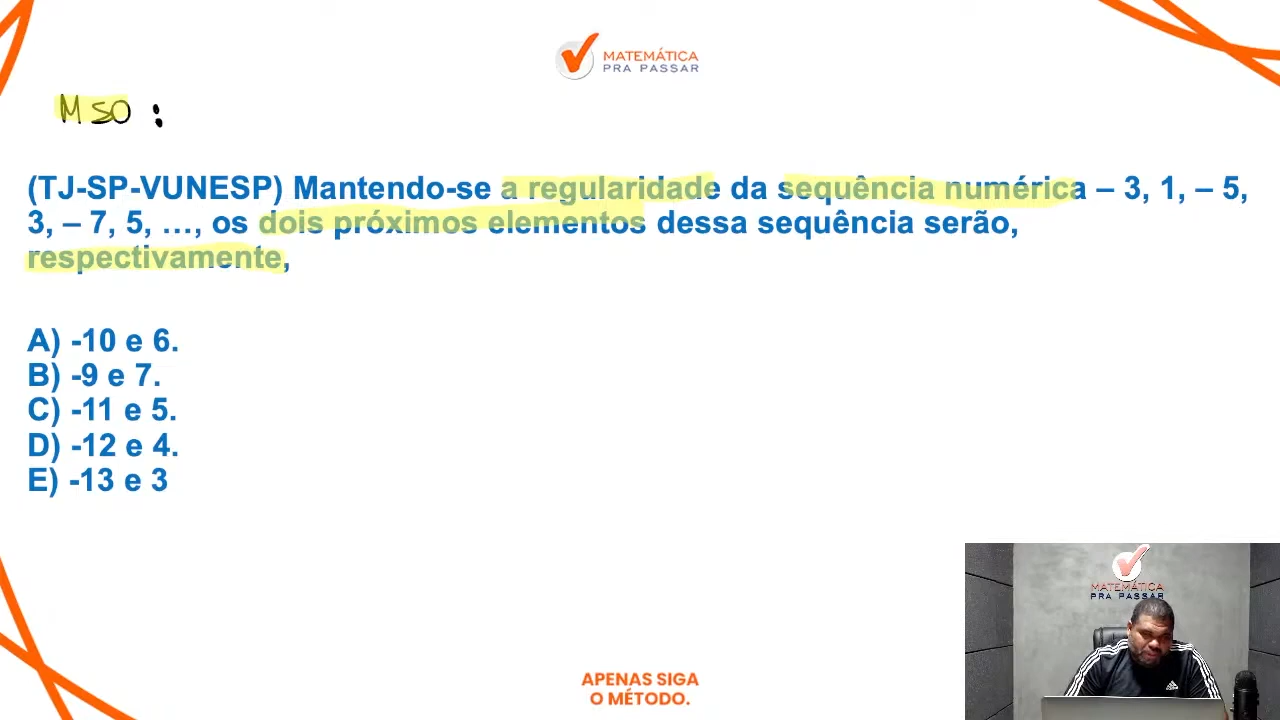 MATEMÁTICA
PRA PASSAR
MSO :
(TJ-SP-VUNESP) Mantendo-se a regularidade da sequência numérica – 3, 1, – 5,
3, – 7, 5, …, os dois próximos elementos dessa sequência serão,
respectivamente,
A) -10 e 6.
B) -9 e 7.
C) -11 e 5.
D) -12 e 4.
E) -13 e 3
MATEMÁTICA
PRA PASSAR
adidas
APENAS SIGA
O MÉTODO.